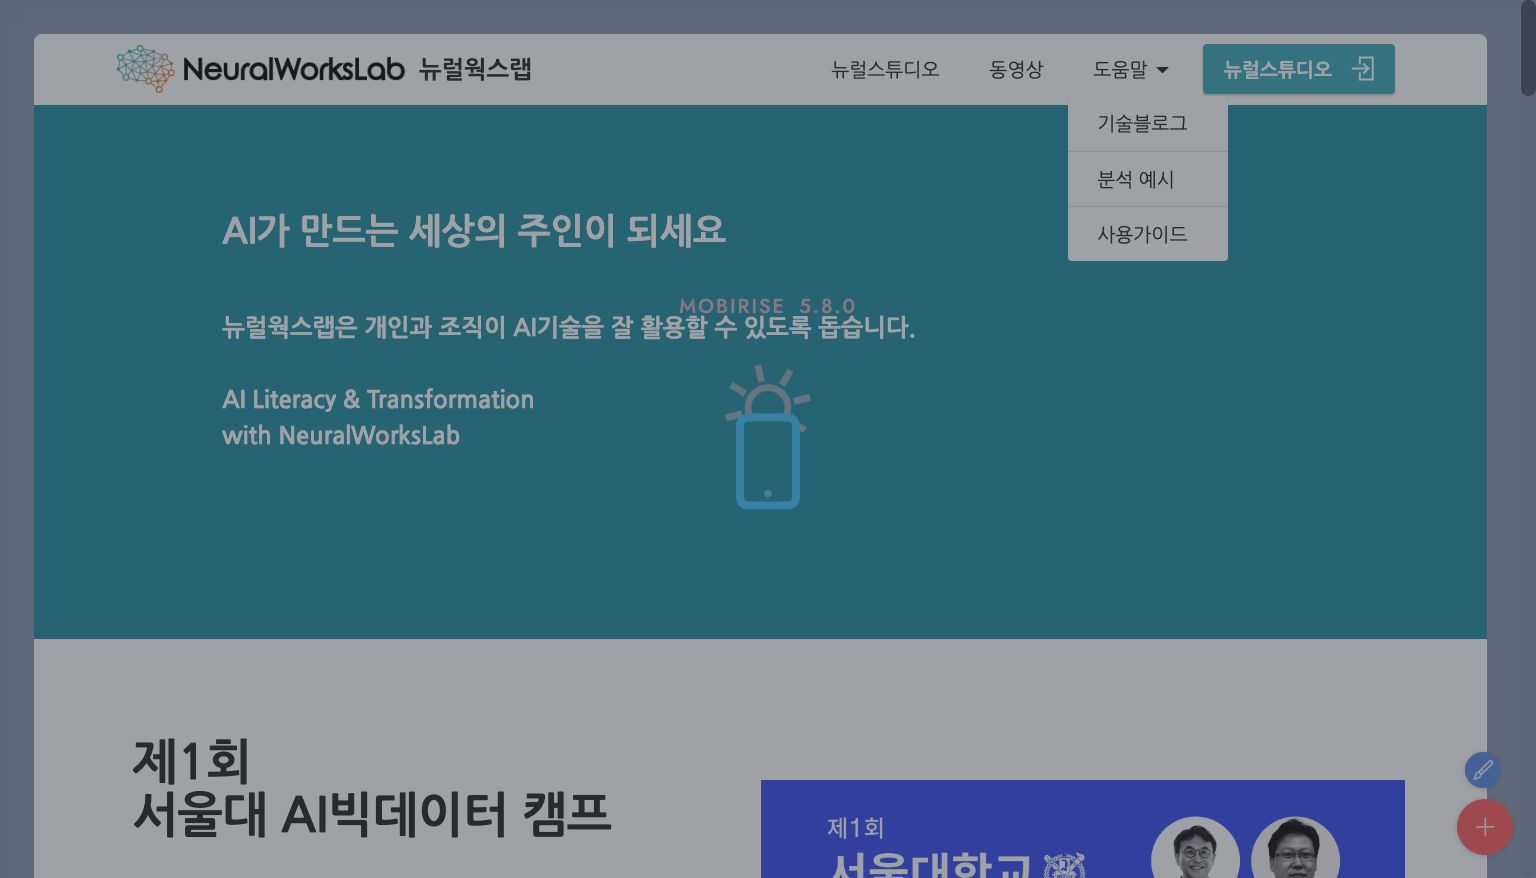 NeuralWorksLab 뉴럴웍스랩
뉴럴스튜디오
동영상
도움말
뉴럴스튜디오
기술블로그
분석 예시
사용가이드
AI가 만드는 세상의 주인이 되세요
MOBIRISE 5.8.0
뉴럴웍스랩은 개인과 조직이 AI기술을 잘 활용할 수 있도록 돕습니다.
AI Literacy & Transformation
with NeuralWorksLab
제1회
서울대 AI빅데이터 캠프
제1회
서울대학교